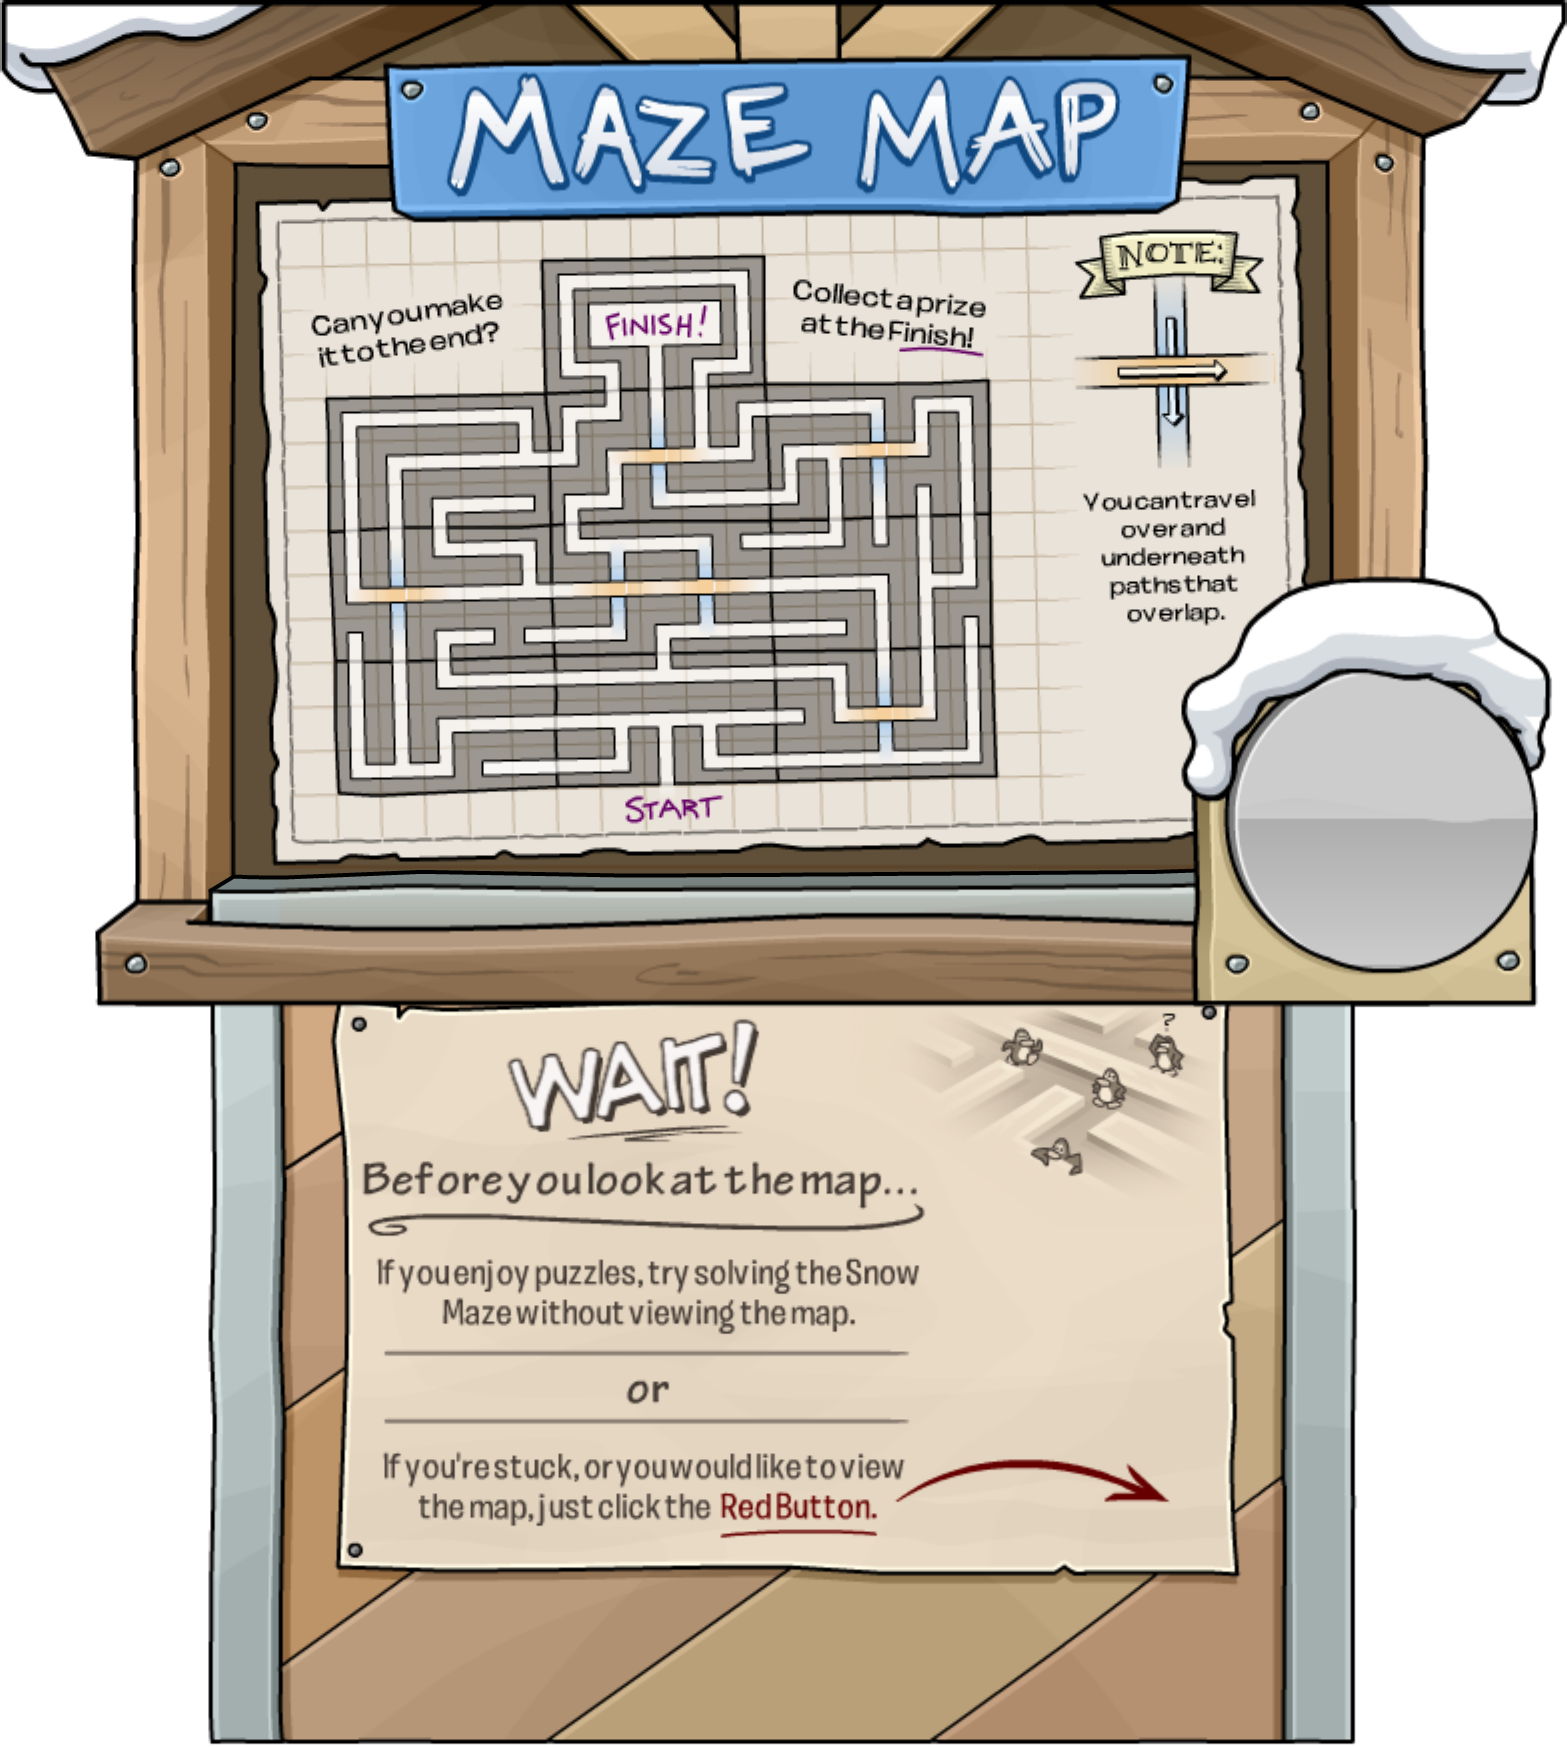 MAZE MAP
Can you make
it to the end?
FINISH!
Collect a prize
at the Finish!
NOTE:
You can travel
over and
underneath
paths that
overlap.
START
?
WAIT!
Before you look at the map...
If you enjoy puzzles, try solving the Snow
Maze without viewing the map.
or
If you're stuck, or you would like to view
the map, just click the Red Button.